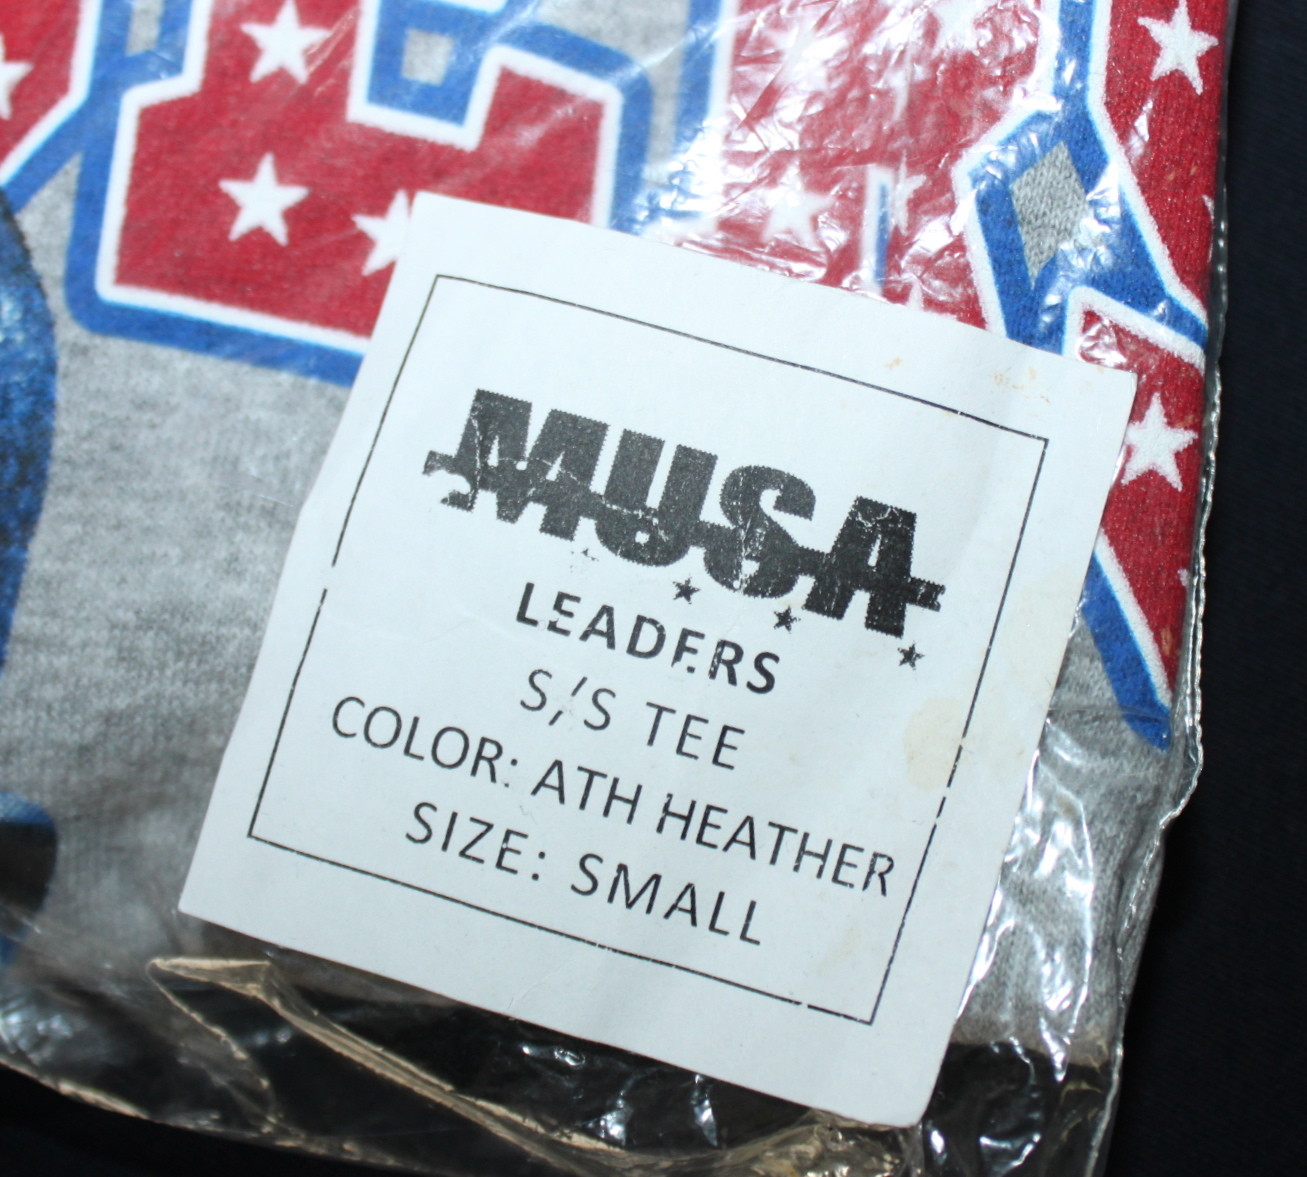 MUSA
LEADERS
S/S TEE
COLOR: ATH HEATHER
SIZE: SMALL